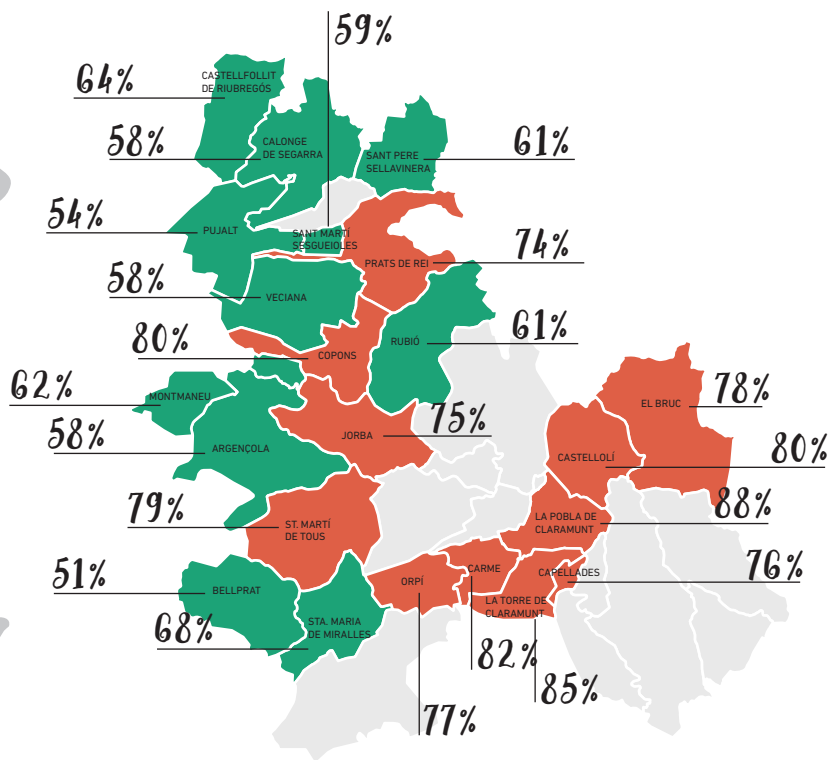 59%
64%
CASTELLFOLLIT
DE RIUBREGÓS
58%
CALONGE
DE SEGARRA
SANT PERE
SELLAVINERA
61%
54%
PUJALT
SANT MARTÍ
SESGUEIOLES
PRATS DE REI
74%
58%
VECIANA
80%
COPONS
RUBIÓ
61%
62%
MONTMANEU
EL BRUC
78%
58%
ARGENÇOLA
JORBA
75%
CASTELLOLÍ
80%
79%
ST. MARTÍ
DE TOUS
LA POBLA DE
CLARAMUNT
88%
51%
BELLPRAT
ORPÍ
CARME
CAPELLADES
76%
68%
STA. MARIA
DE MIRALLES
LA TORRE DE
CLARAMUNT
82%
85%
77%